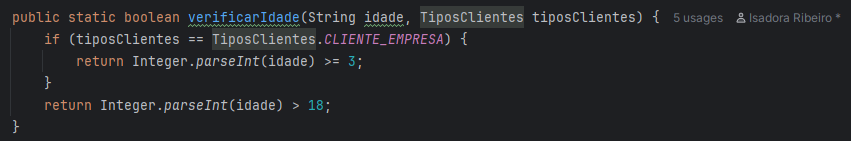 public static boolean verificarIdade(String idade, TiposClientes tiposClientes) { 5 usages Isadora Ribeiro *
    if (tiposClientes == TiposClientes.CLIENTE_EMPRESA) {
        return Integer.parseInt(idade) >= 3;
    }
    return Integer.parseInt(idade) > 18;
}